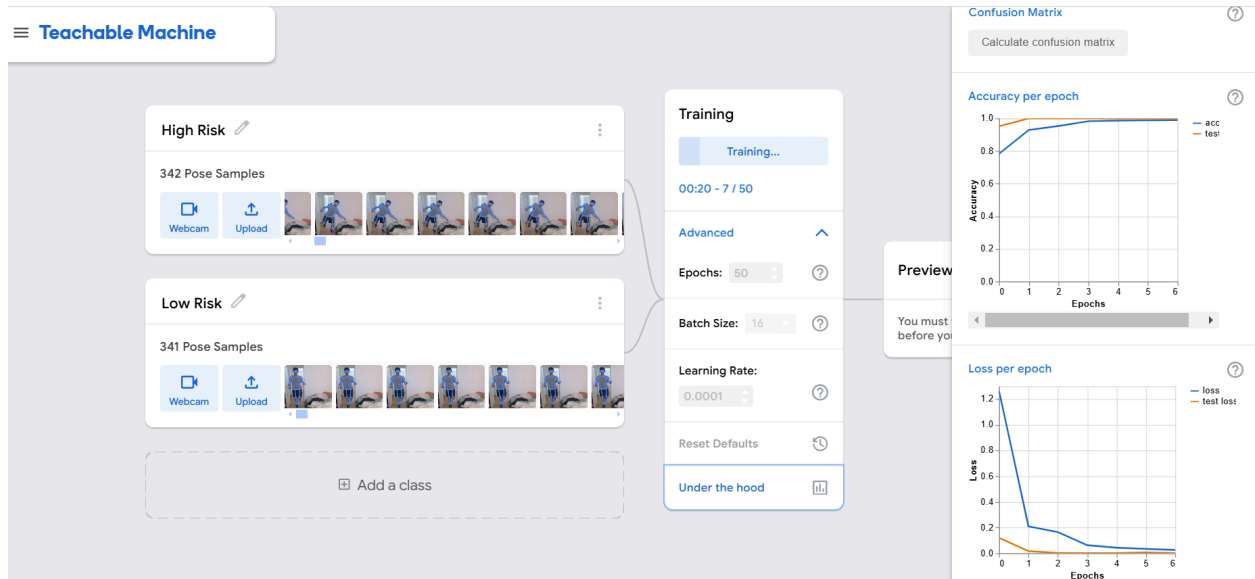 Teachable Machine
High Risk
342 Pose Samples
Webcam
Upload
Low Risk
341 Pose Samples
Webcam
Upload
Add a class
Training
Training...
00:20 - 7 / 50
Advanced
Epochs: 50
Batch Size: 16
Learning Rate:
0.0001
Reset Defaults
Under the hood
Preview
You must
before you
Confusion Matrix
Calculate confusion matrix
Accuracy per epoch
1.0
0.8
0.6
0.4
0.2
0.0
Accuracy
0 1 2 3 4 5 6
Epochs
acc
test
Loss per epoch
1.2
1.0
0.8
0.6
0.4
0.2
0.0
Loss
0 1 2 3 4 5 6
Epochs
loss
test loss